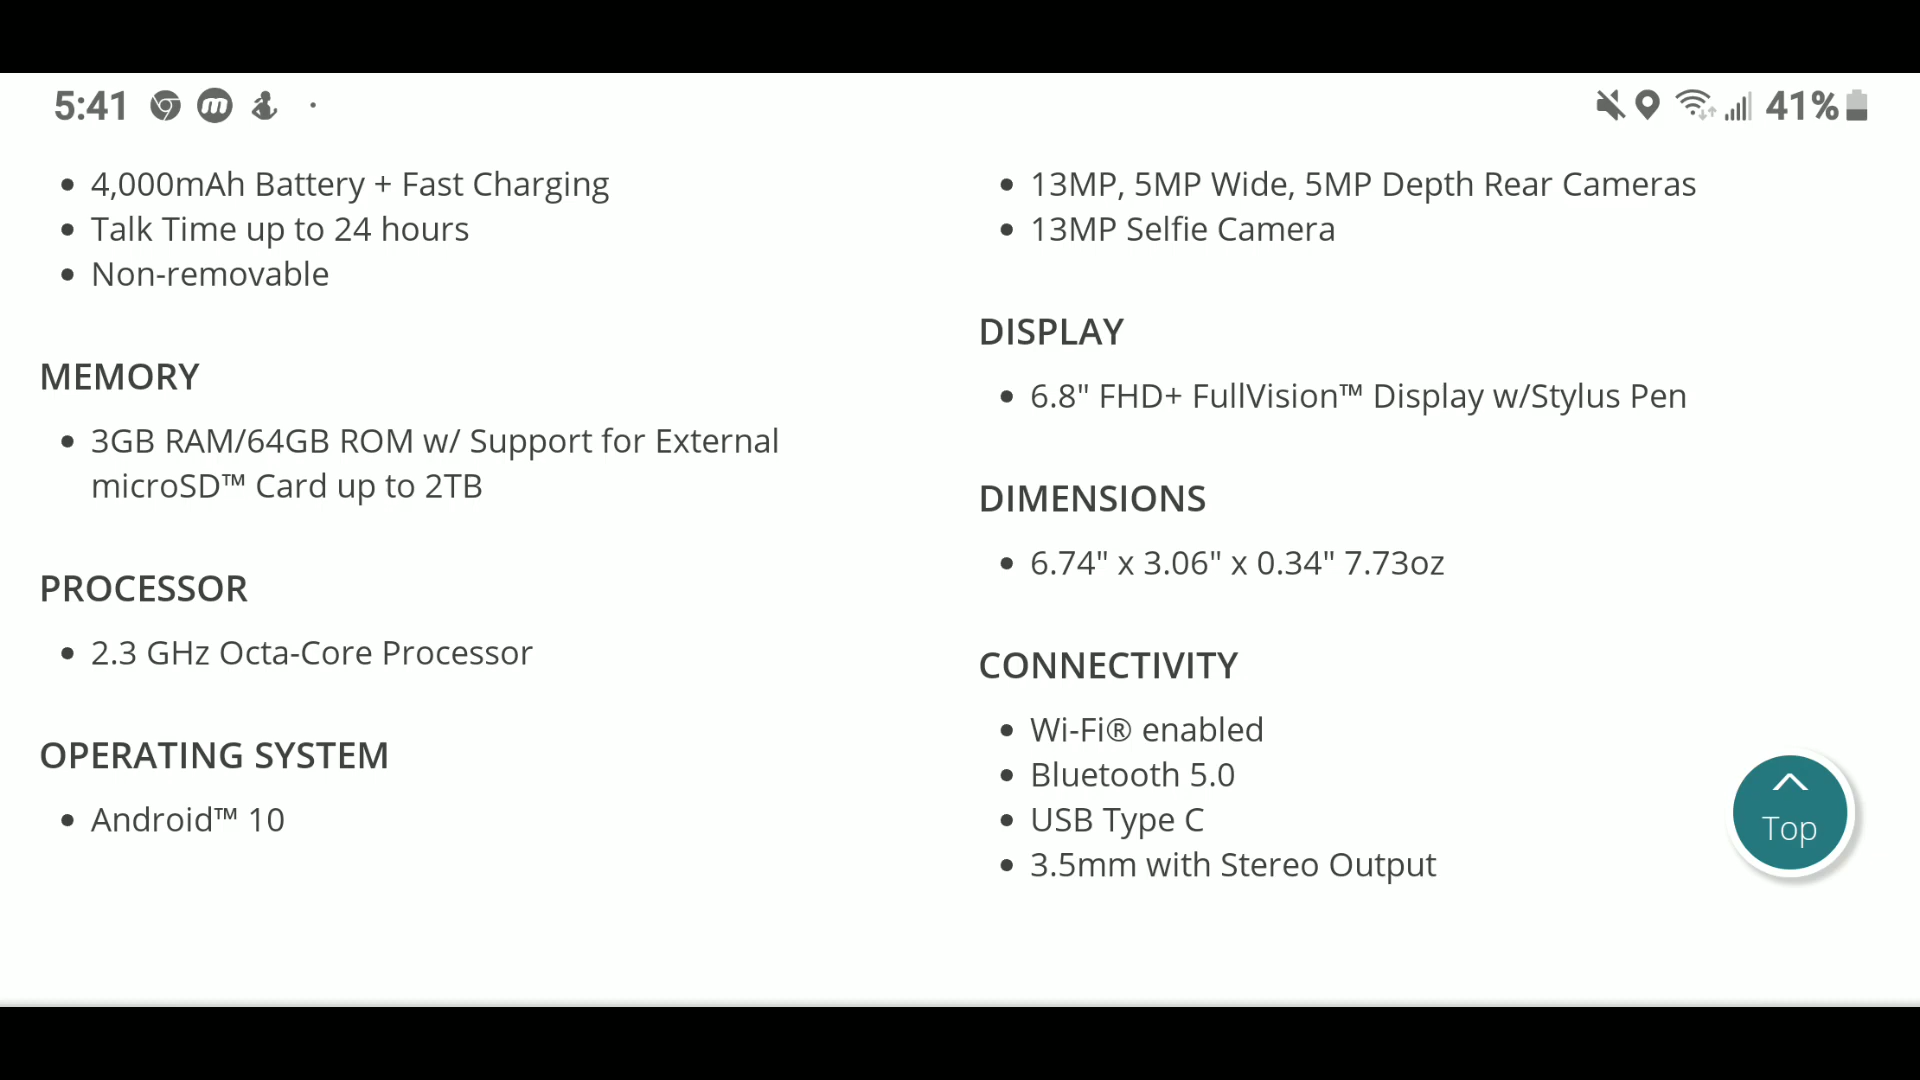 5:41
41%
• 4,000mAh Battery + Fast Charging
• Talk Time up to 24 hours
• Non-removable
MEMORY
• 3GB RAM/64GB ROM w/ Support for External
microSD™ Card up to 2TB
PROCESSOR
• 2.3 GHz Octa-Core Processor
OPERATING SYSTEM
• Android™ 10
• 13MP, 5MP Wide, 5MP Depth Rear Cameras
• 13MP Selfie Camera
DISPLAY
• 6.8" FHD+ FullVision™ Display w/Stylus Pen
DIMENSIONS
• 6.74" x 3.06" x 0.34" 7.73oz
CONNECTIVITY
• Wi-Fi® enabled
• Bluetooth 5.0
• USB Type C
• 3.5mm with Stereo Output
Top